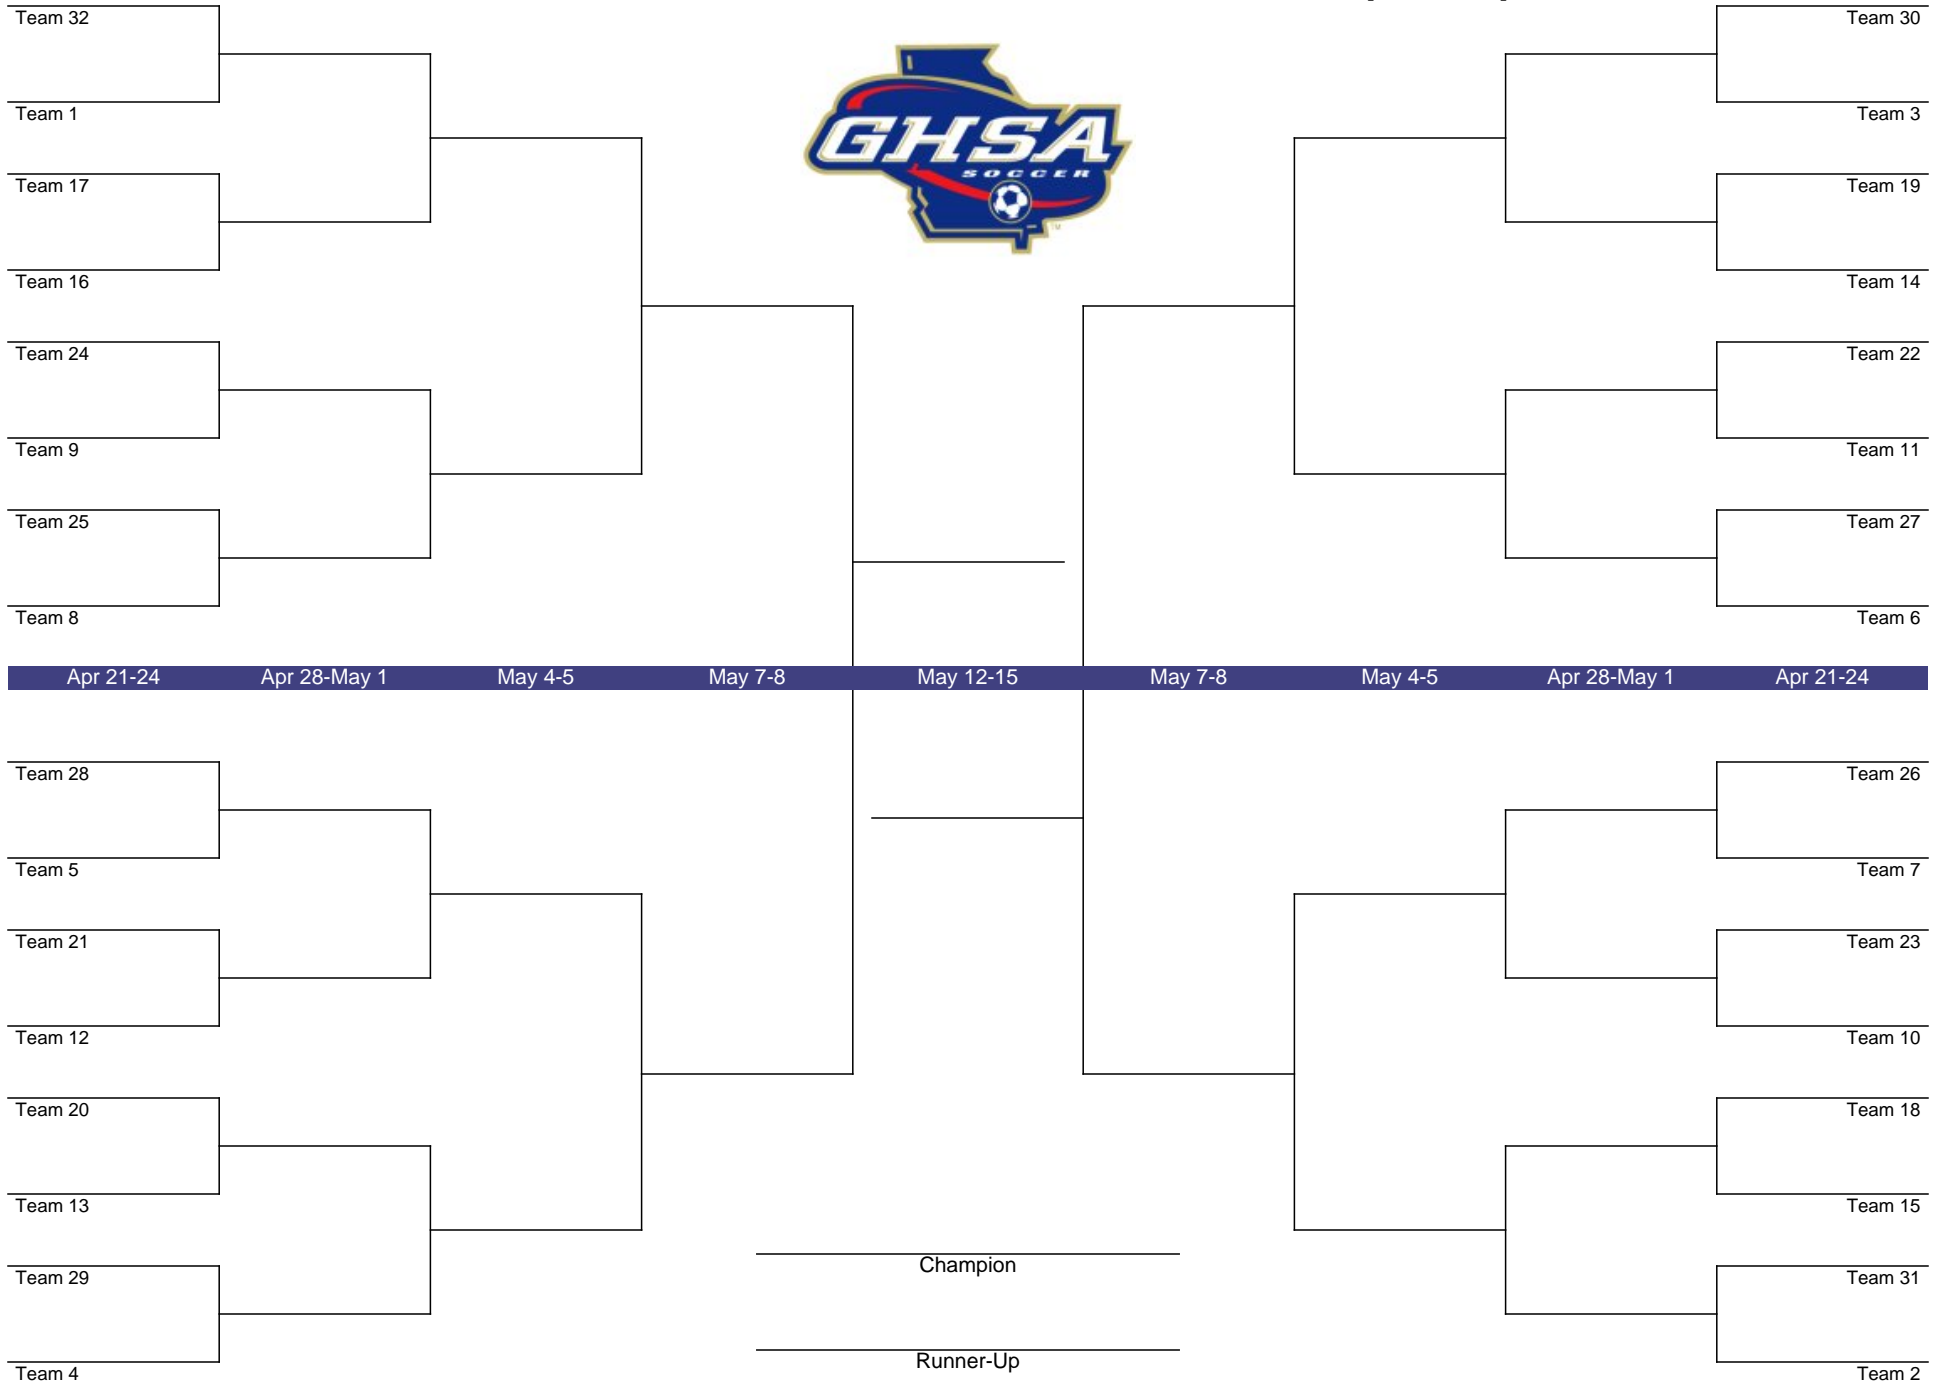 Team 32
Team 1
Team 17
Team 16
Team 24
Team 9
Team 25
Team 8
GHSA
SOCCER
TM
Team 30
Team 3
Team 19
Team 14
Team 22
Team 11
Team 27
Team 6
Apr 21-24 Apr 28-May 1 May 4-5 May 7-8 May 12-15 May 7-8 May 4-5 Apr 28-May 1 Apr 21-24
Team 28
Team 5
Team 21
Team 12
Team 20
Team 13
Team 29
Team 4
Champion
Runner-Up
Team 26
Team 7
Team 23
Team 10
Team 18
Team 15
Team 31
Team 2